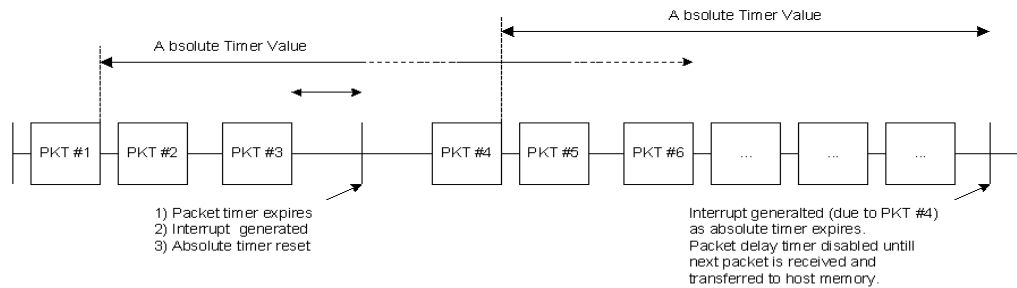 A bsolute Timer Value
A bsolute Timer Value
PKT #1
PKT #2
PKT #3
PKT #4
PKT #5
PKT #6
...
...
...
1) Packet timer expires
2) Interrupt generated
3) Absolute timer reset
Interrupt generalted (due to PKT #4)
as absolute timer expires.
Packet delay timer disabled untill
next packet is received and
transferred to host memory.